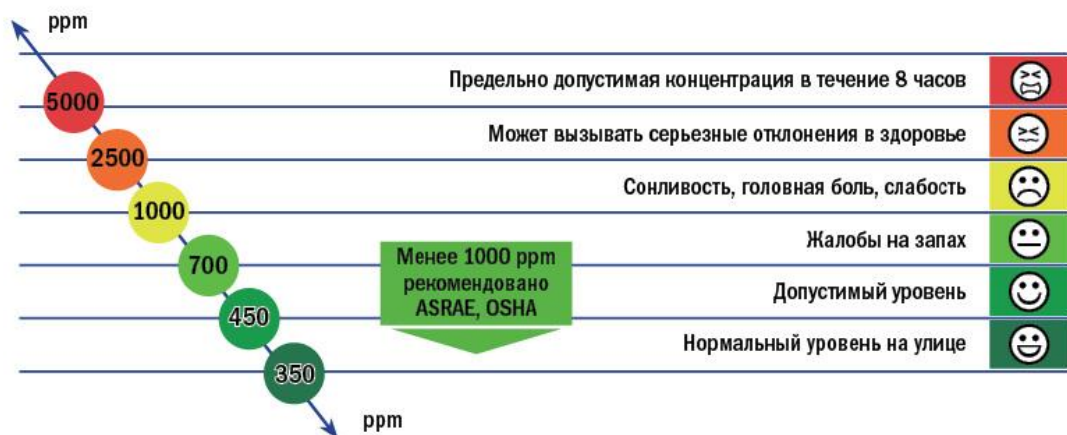 ppm
Предельно допустимая концентрация в течение 8 часов
5000
Может вызывать серьезные отклонения в здоровье
2500
Сонливость, головная боль, слабость
1000
Жалобы на запах
700
Менее 1000 ppm
рекомендовано
ASRAE, OSHA
Допустимый уровень
450
Нормальный уровень на улице
350
ppm